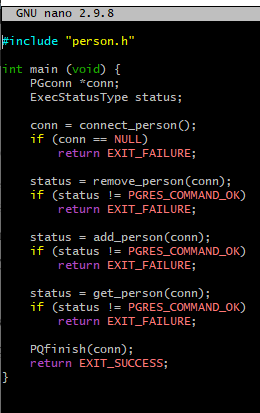 GNU nano 2.9.8
#include "person.h"
int main (void) {
PGconn *conn;
ExecStatusType status;
conn = connect_person();
if (conn == NULL)
return EXIT_FAILURE;
status = remove_person(conn);
if (status != PGRES_COMMAND_OK)
return EXIT_FAILURE;
status = add_person(conn);
if (status != PGRES_COMMAND_OK)
return EXIT_FAILURE;
status = get_person(conn);
if (status != PGRES_COMMAND_OK)
return EXIT_FAILURE;
PQfinish(conn);
return EXIT_SUCCESS;
}